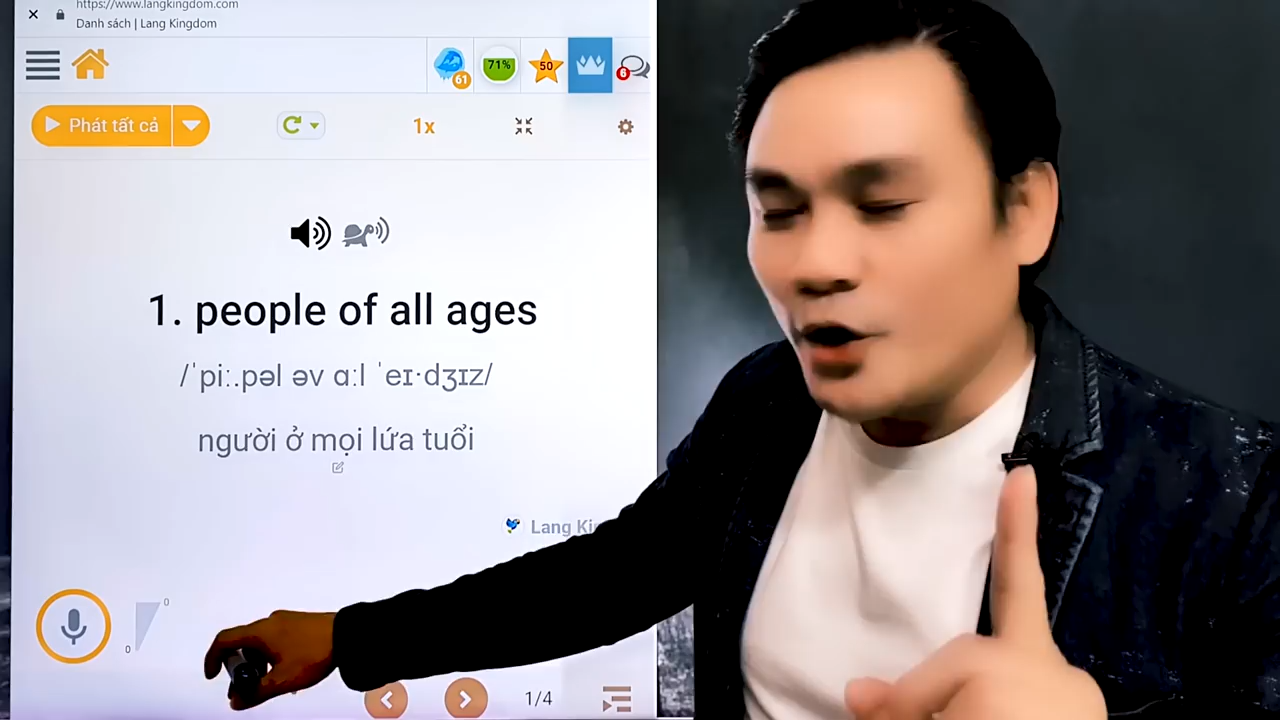 https://www.langkingdom.com
Danh sách | Lang Kingdom
61
71%
50
6
Phát tất cả
1x
1. people of all ages
/ˈpiː.pəl əv ɑːl ˈeɪ·dʒɪz/
người ở mọi lứa tuổi
Lang
0
0
1/4